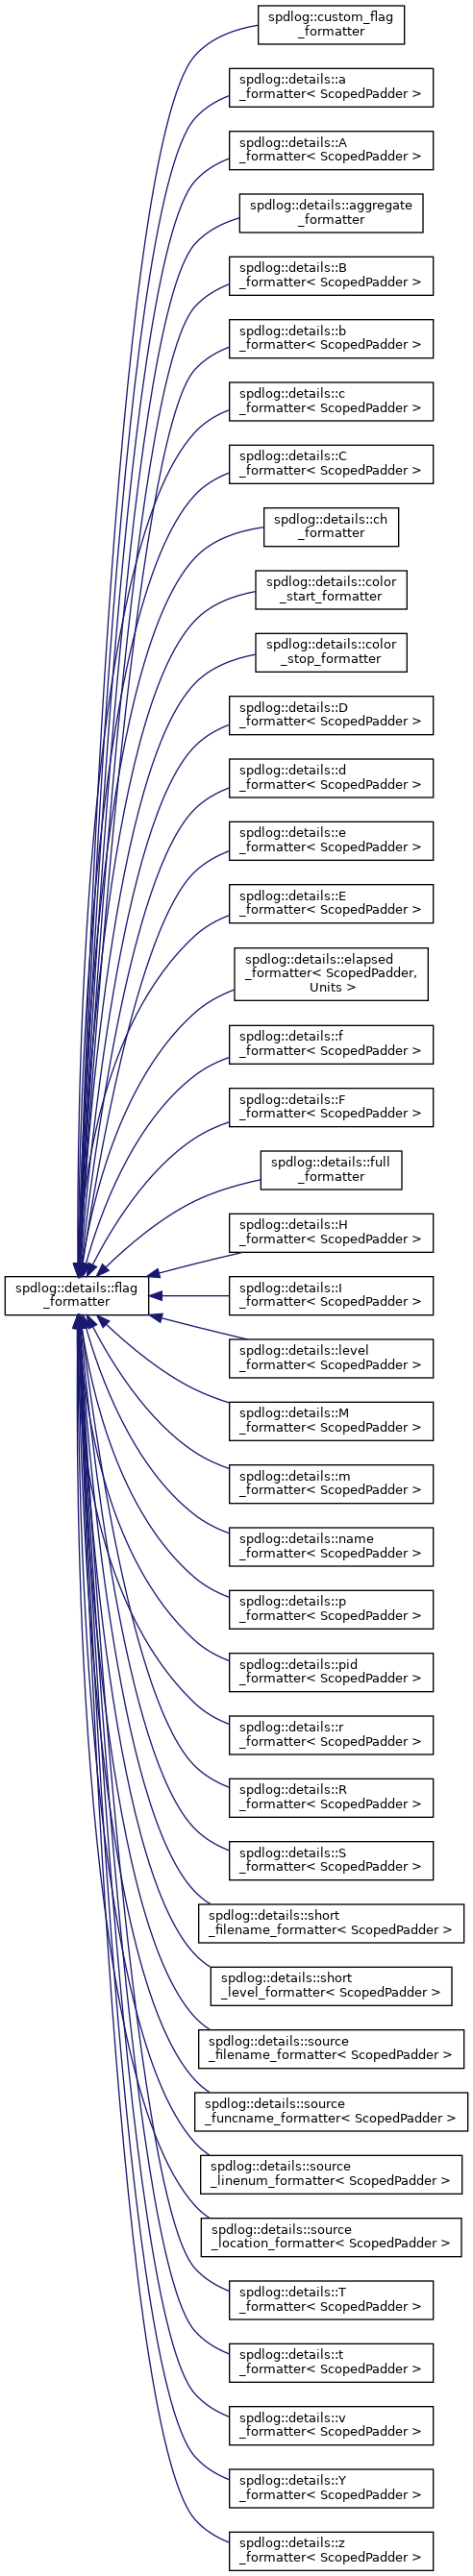 spdlog::custom_flag
_formatter
spdlog::details::a
_formatter< ScopedPadder >
spdlog::details::A
_formatter< ScopedPadder >
spdlog::details::aggregate
_formatter
spdlog::details::B
_formatter< ScopedPadder >
spdlog::details::b
_formatter< ScopedPadder >
spdlog::details::c
_formatter< ScopedPadder >
spdlog::details::C
_formatter< ScopedPadder >
spdlog::details::ch
_formatter
spdlog::details::color
_start_formatter
spdlog::details::color
_stop_formatter
spdlog::details::D
_formatter< ScopedPadder >
spdlog::details::d
_formatter< ScopedPadder >
spdlog::details::e
_formatter< ScopedPadder >
spdlog::details::E
_formatter< ScopedPadder >
spdlog::details::elapsed
_formatter< ScopedPadder,
Units >
spdlog::details::f
_formatter< ScopedPadder >
spdlog::details::F
_formatter< ScopedPadder >
spdlog::details::full
_formatter
spdlog::details::H
_formatter< ScopedPadder >
spdlog::details::flag
_formatter
spdlog::details::I
_formatter< ScopedPadder >
spdlog::details::level
_formatter< ScopedPadder >
spdlog::details::M
_formatter< ScopedPadder >
spdlog::details::m
_formatter< ScopedPadder >
spdlog::details::name
_formatter< ScopedPadder >
spdlog::details::p
_formatter< ScopedPadder >
spdlog::details::pid
_formatter< ScopedPadder >
spdlog::details::r
_formatter< ScopedPadder >
spdlog::details::R
_formatter< ScopedPadder >
spdlog::details::S
_formatter< ScopedPadder >
spdlog::details::short
_filename_formatter< ScopedPadder >
spdlog::details::short
_level_formatter< ScopedPadder >
spdlog::details::source
_filename_formatter< ScopedPadder >
spdlog::details::source
_funcname_formatter< ScopedPadder >
spdlog::details::source
_linenum_formatter< ScopedPadder >
spdlog::details::source
_location_formatter< ScopedPadder >
spdlog::details::T
_formatter< ScopedPadder >
spdlog::details::t
_formatter< ScopedPadder >
spdlog::details::v
_formatter< ScopedPadder >
spdlog::details::Y
_formatter< ScopedPadder >
spdlog::details::z
_formatter< ScopedPadder >